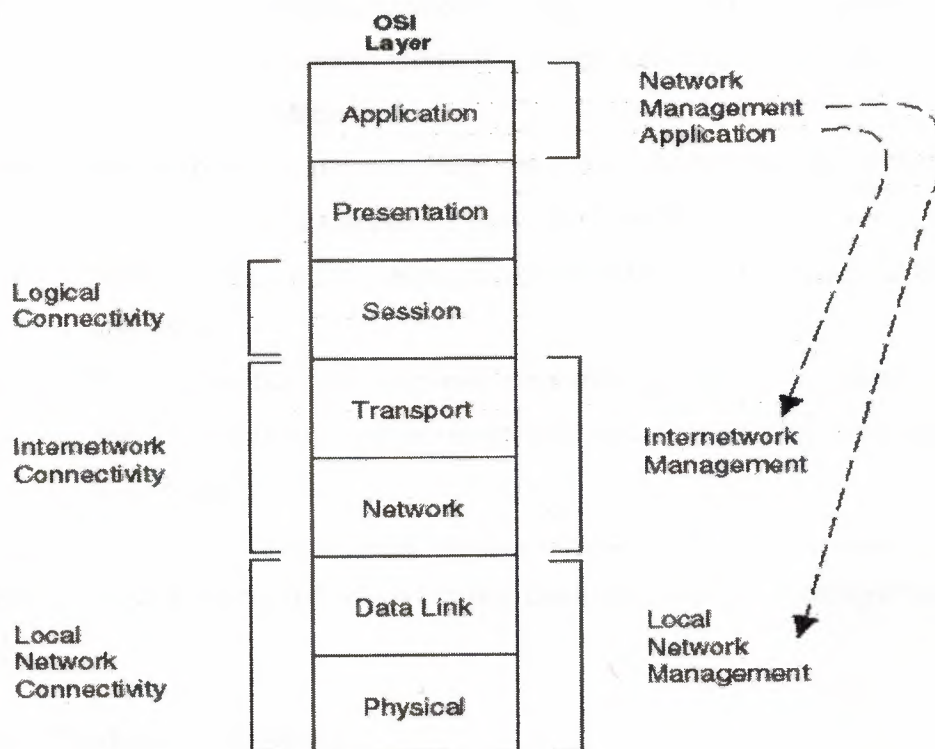 OSI
Layer
Application
Network
Management
Application
Presentation
Logical
Connectivity
Session
Transport
Internetwork
Connectivity
Internetwork
Management
Network
Data Link
Local
Network
Connectivity
Local
Network
Management
Physical